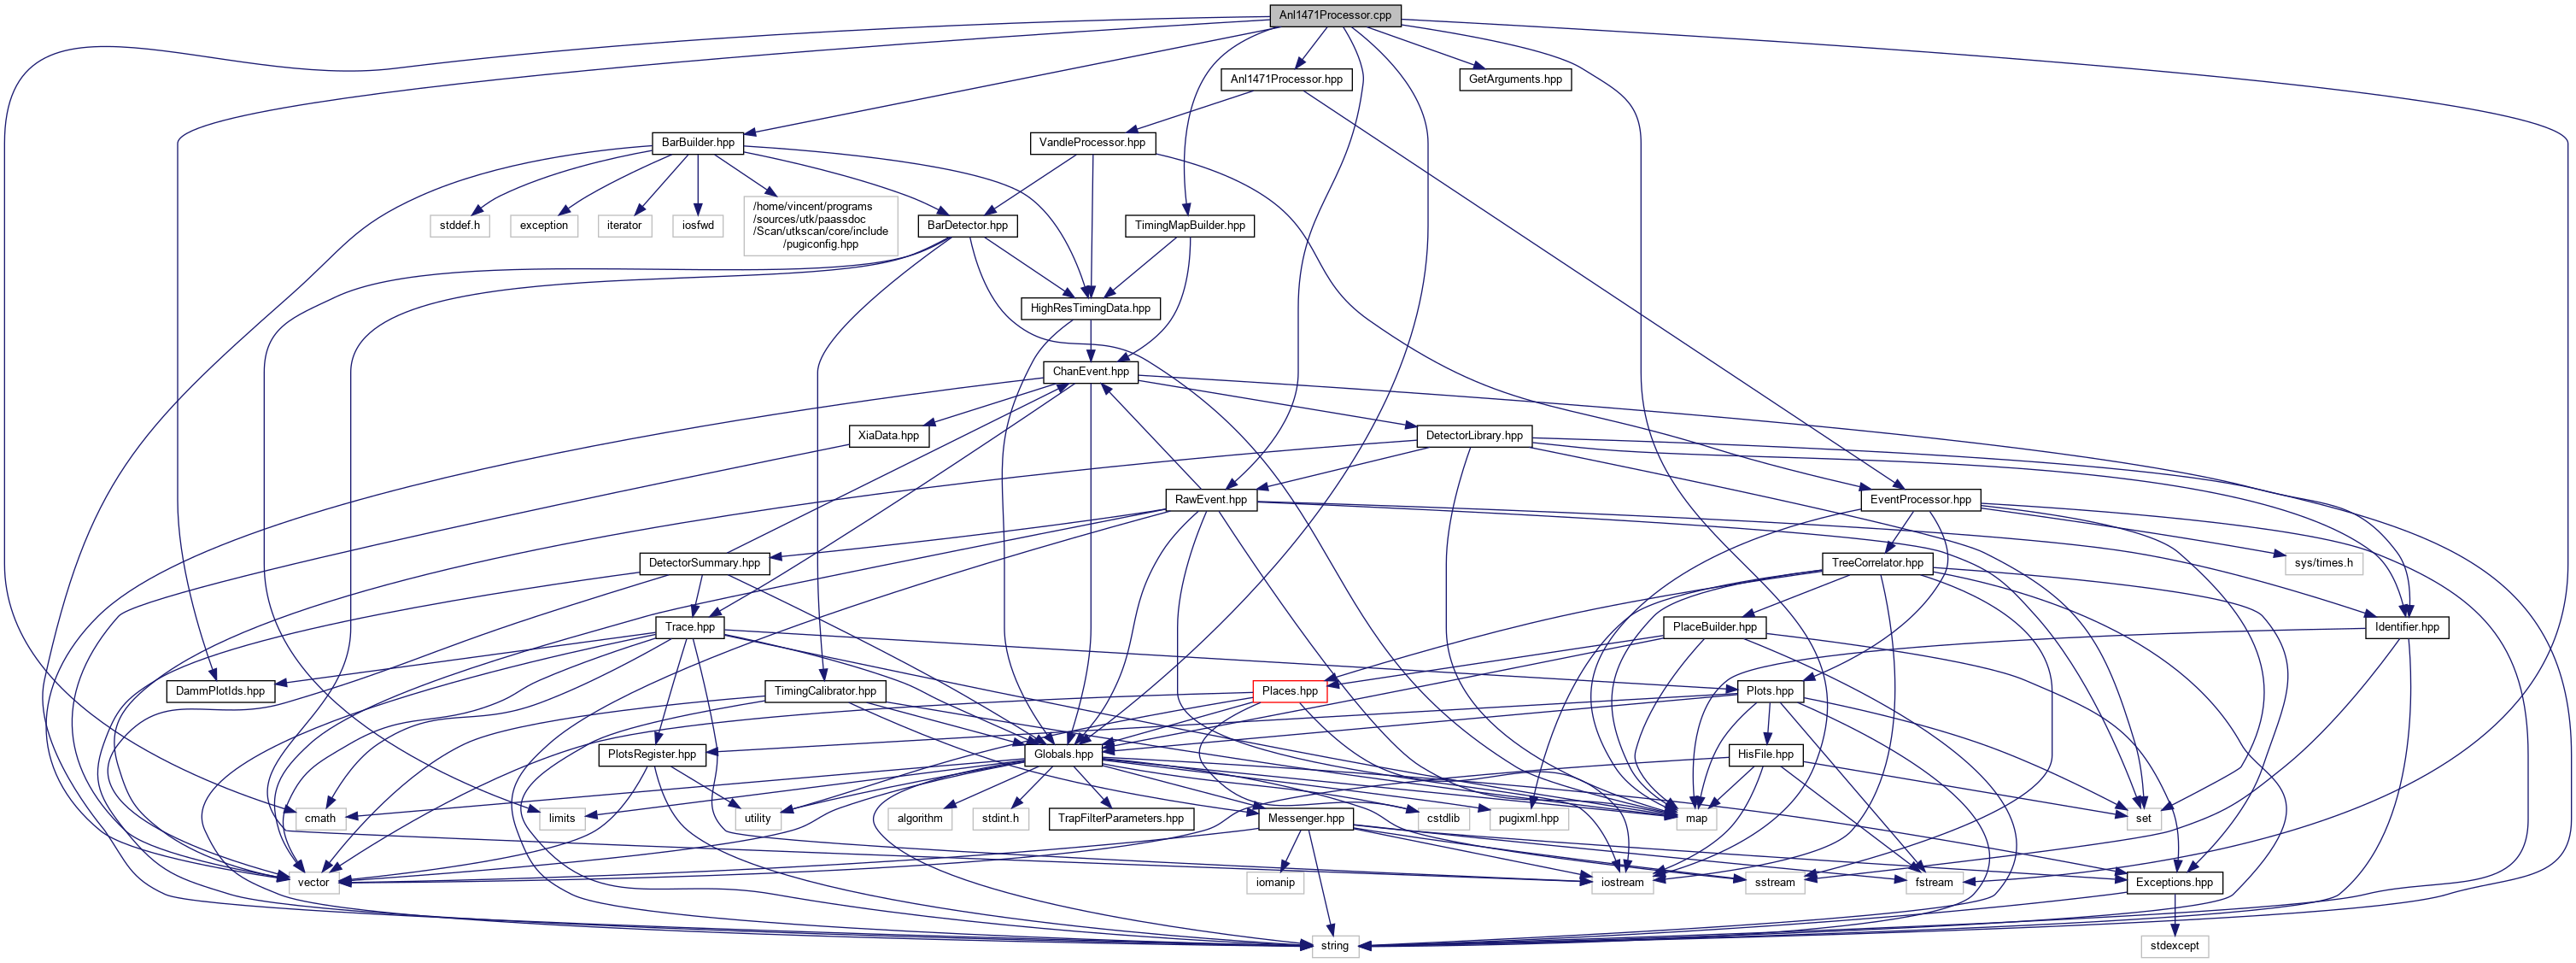 Anl1471Processor.cpp
Anl1471Processor.hpp
GetArguments.hpp
BarBuilder.hpp
VandleProcessor.hpp
stddef.h
exception
iterator
iosfwd
/home/vincent/programs
/sources/utk/paassdoc
/Scan/utkscan/core/include
/pugiconfig.hpp
BarDetector.hpp
TimingMapBuilder.hpp
HighResTimingData.hpp
ChanEvent.hpp
XiaData.hpp
DetectorLibrary.hpp
RawEvent.hpp
EventProcessor.hpp
DetectorSummary.hpp
TreeCorrelator.hpp
sys/times.h
Trace.hpp
PlaceBuilder.hpp
Identifier.hpp
DammPlotIds.hpp
TimingCalibrator.hpp
Places.hpp
Plots.hpp
PlotsRegister.hpp
Globals.hpp
HisFile.hpp
cmath
limits
utility
algorithm
stdint.h
TrapFilterParameters.hpp
Messenger.hpp
cstdlib
pugixml.hpp
map
set
vector
iomanip
iostream
sstream
fstream
Exceptions.hpp
string
stdexcept